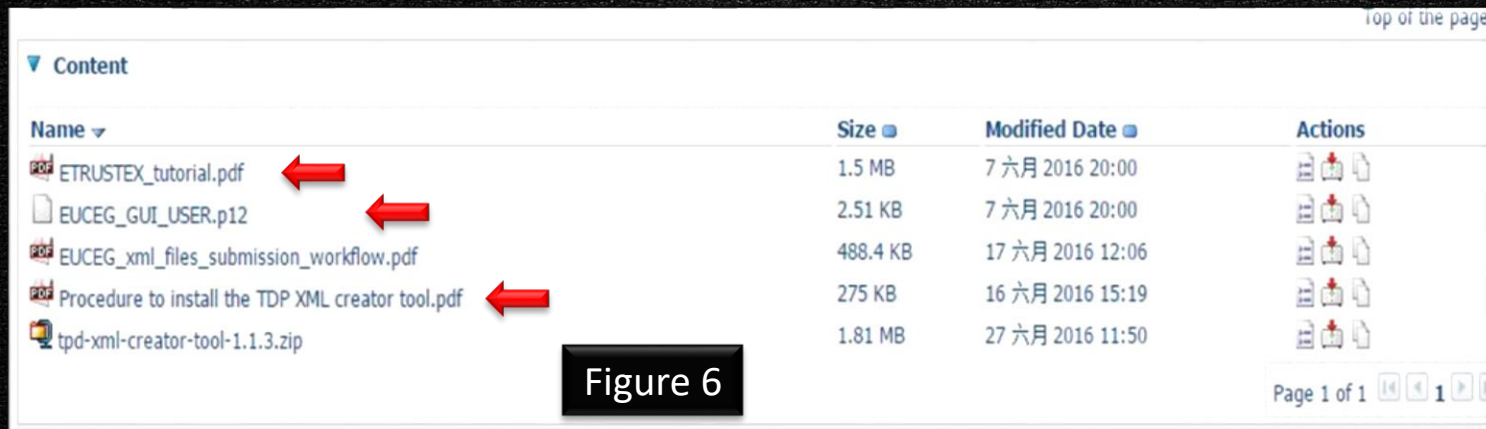 Top of the page
Content
Name Size Modified Date Actions
PDF ETRUSTEX_tutorial.pdf 1.5 MB 7 六月 2016 20:00
EUCEG_GUI_USER.p12 2.51 KB 7 六月 2016 20:00
PDF EUCEG_xml_files_submission_workflow.pdf 488.4 KB 17 六月 2016 12:06
PDF Procedure to install the TDP XML creator tool.pdf 275 KB 16 六月 2016 15:19
tpd-xml-creator-tool-1.1.3.zip 1.81 MB 27 六月 2016 11:50
Figure 6
Page 1 of 1 1